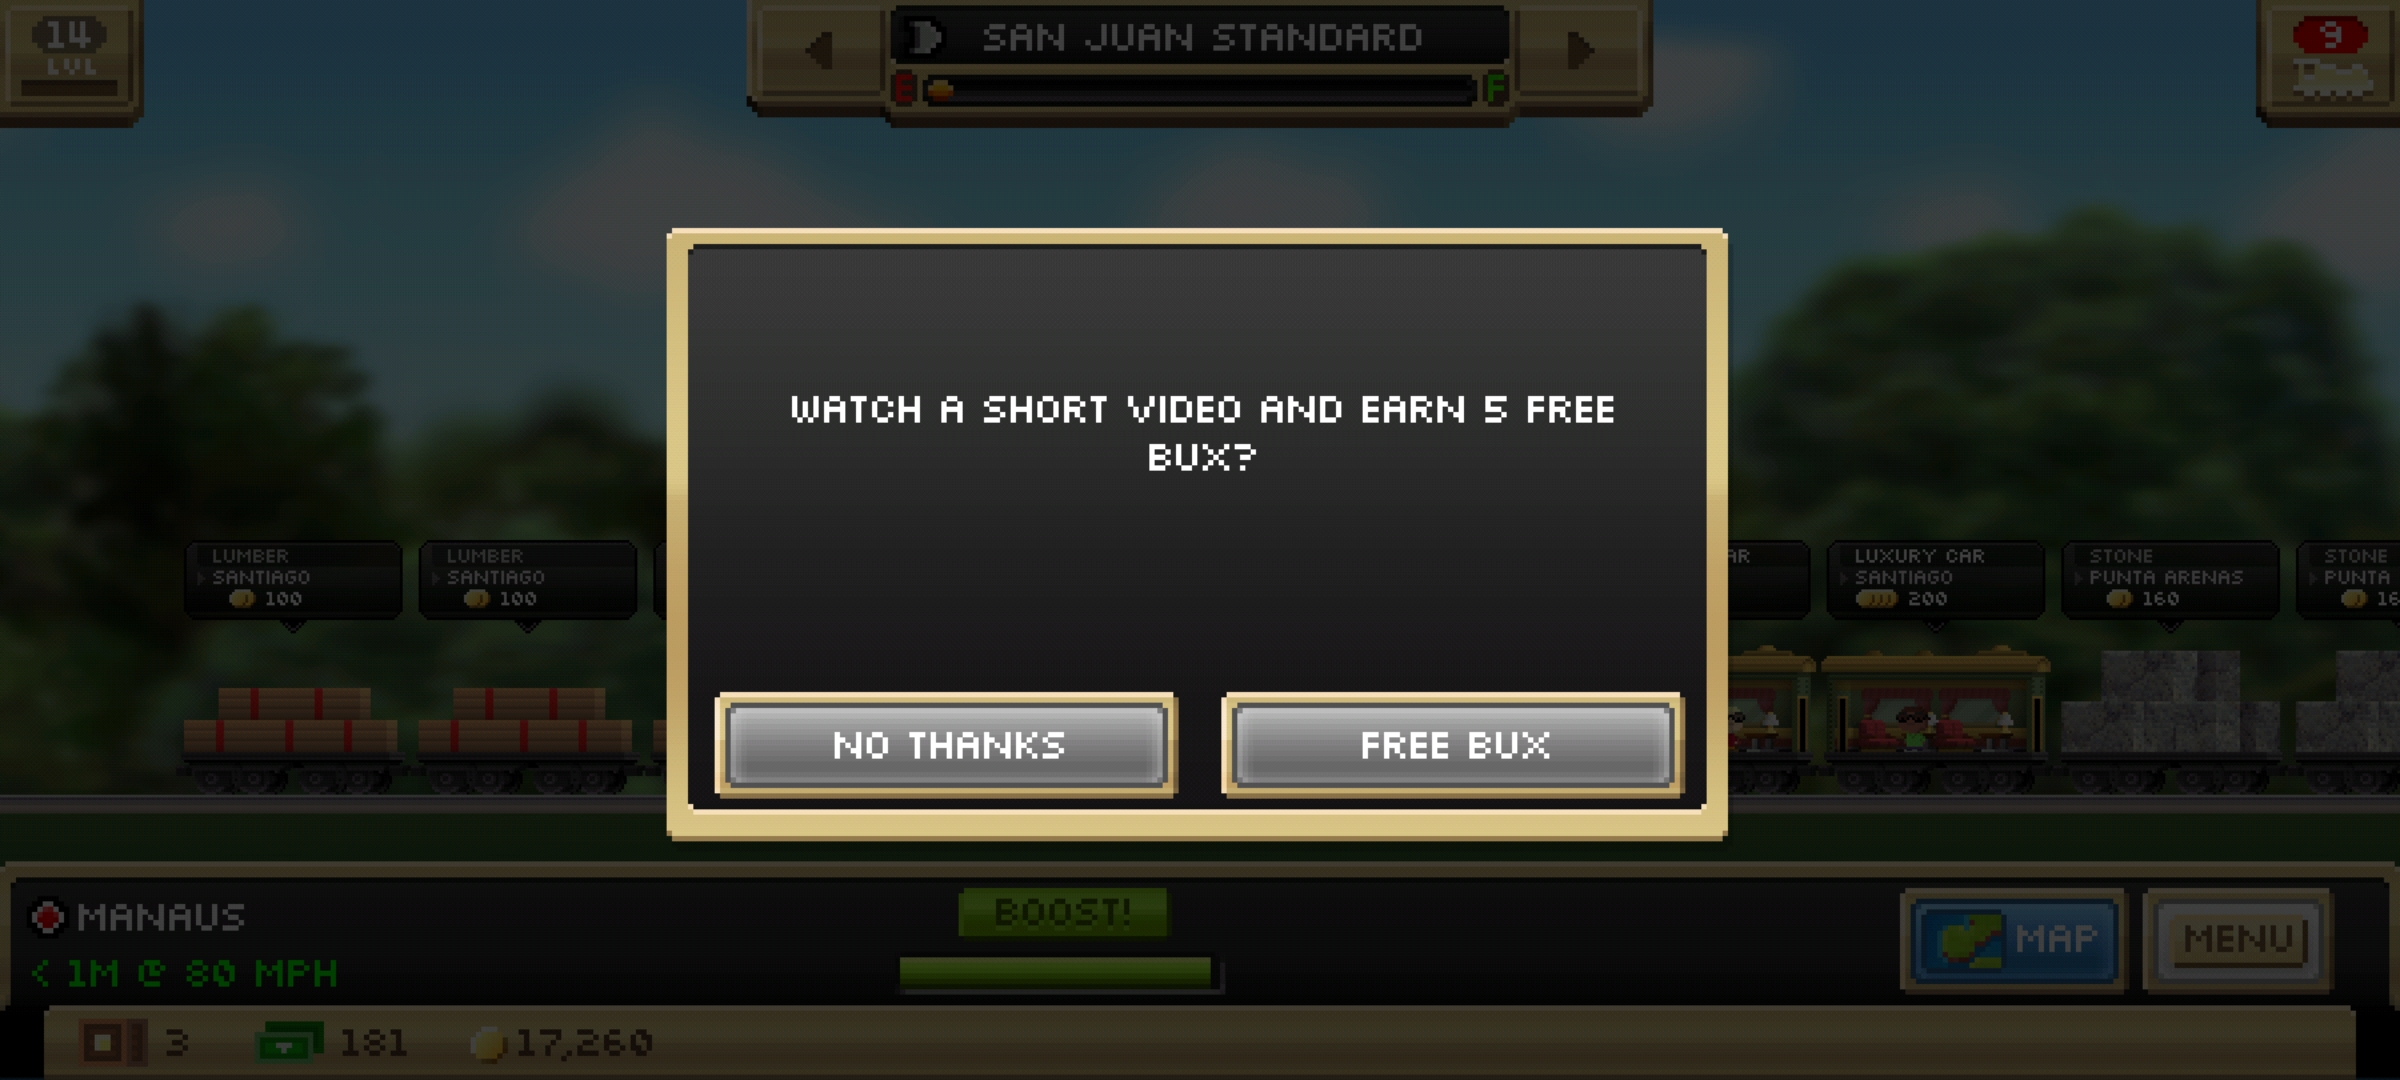 14
LVL
SAN JUAN STANDARD
E F
9
WATCH A SHORT VIDEO AND EARN 5 FREE
BUX?
NO THANKS
FREE BUX
LUMBER
SANTIAGO
100
LUMBER
SANTIAGO
100
AR
LUXURY CAR
SANTIAGO
200
STONE
PUNTA ARENAS
160
STONE
PUNTA
16
MANAUS
< 1M @ 80 MPH
BOOST!
MAP
MENU
3
181
17,260